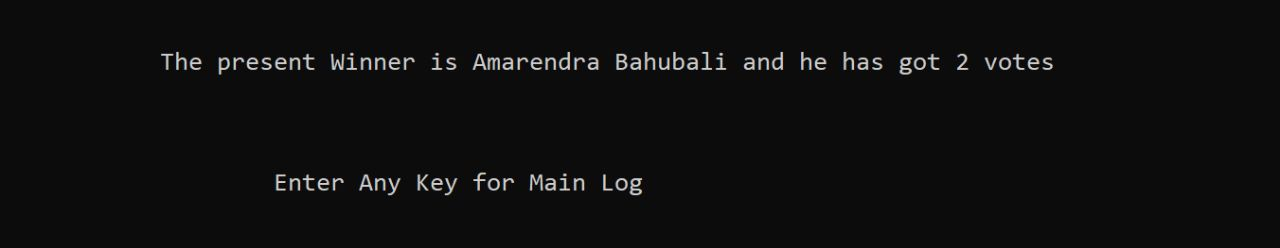 The present Winner is Amarendra Bahubali and he has got 2 votes
Enter Any Key for Main Log